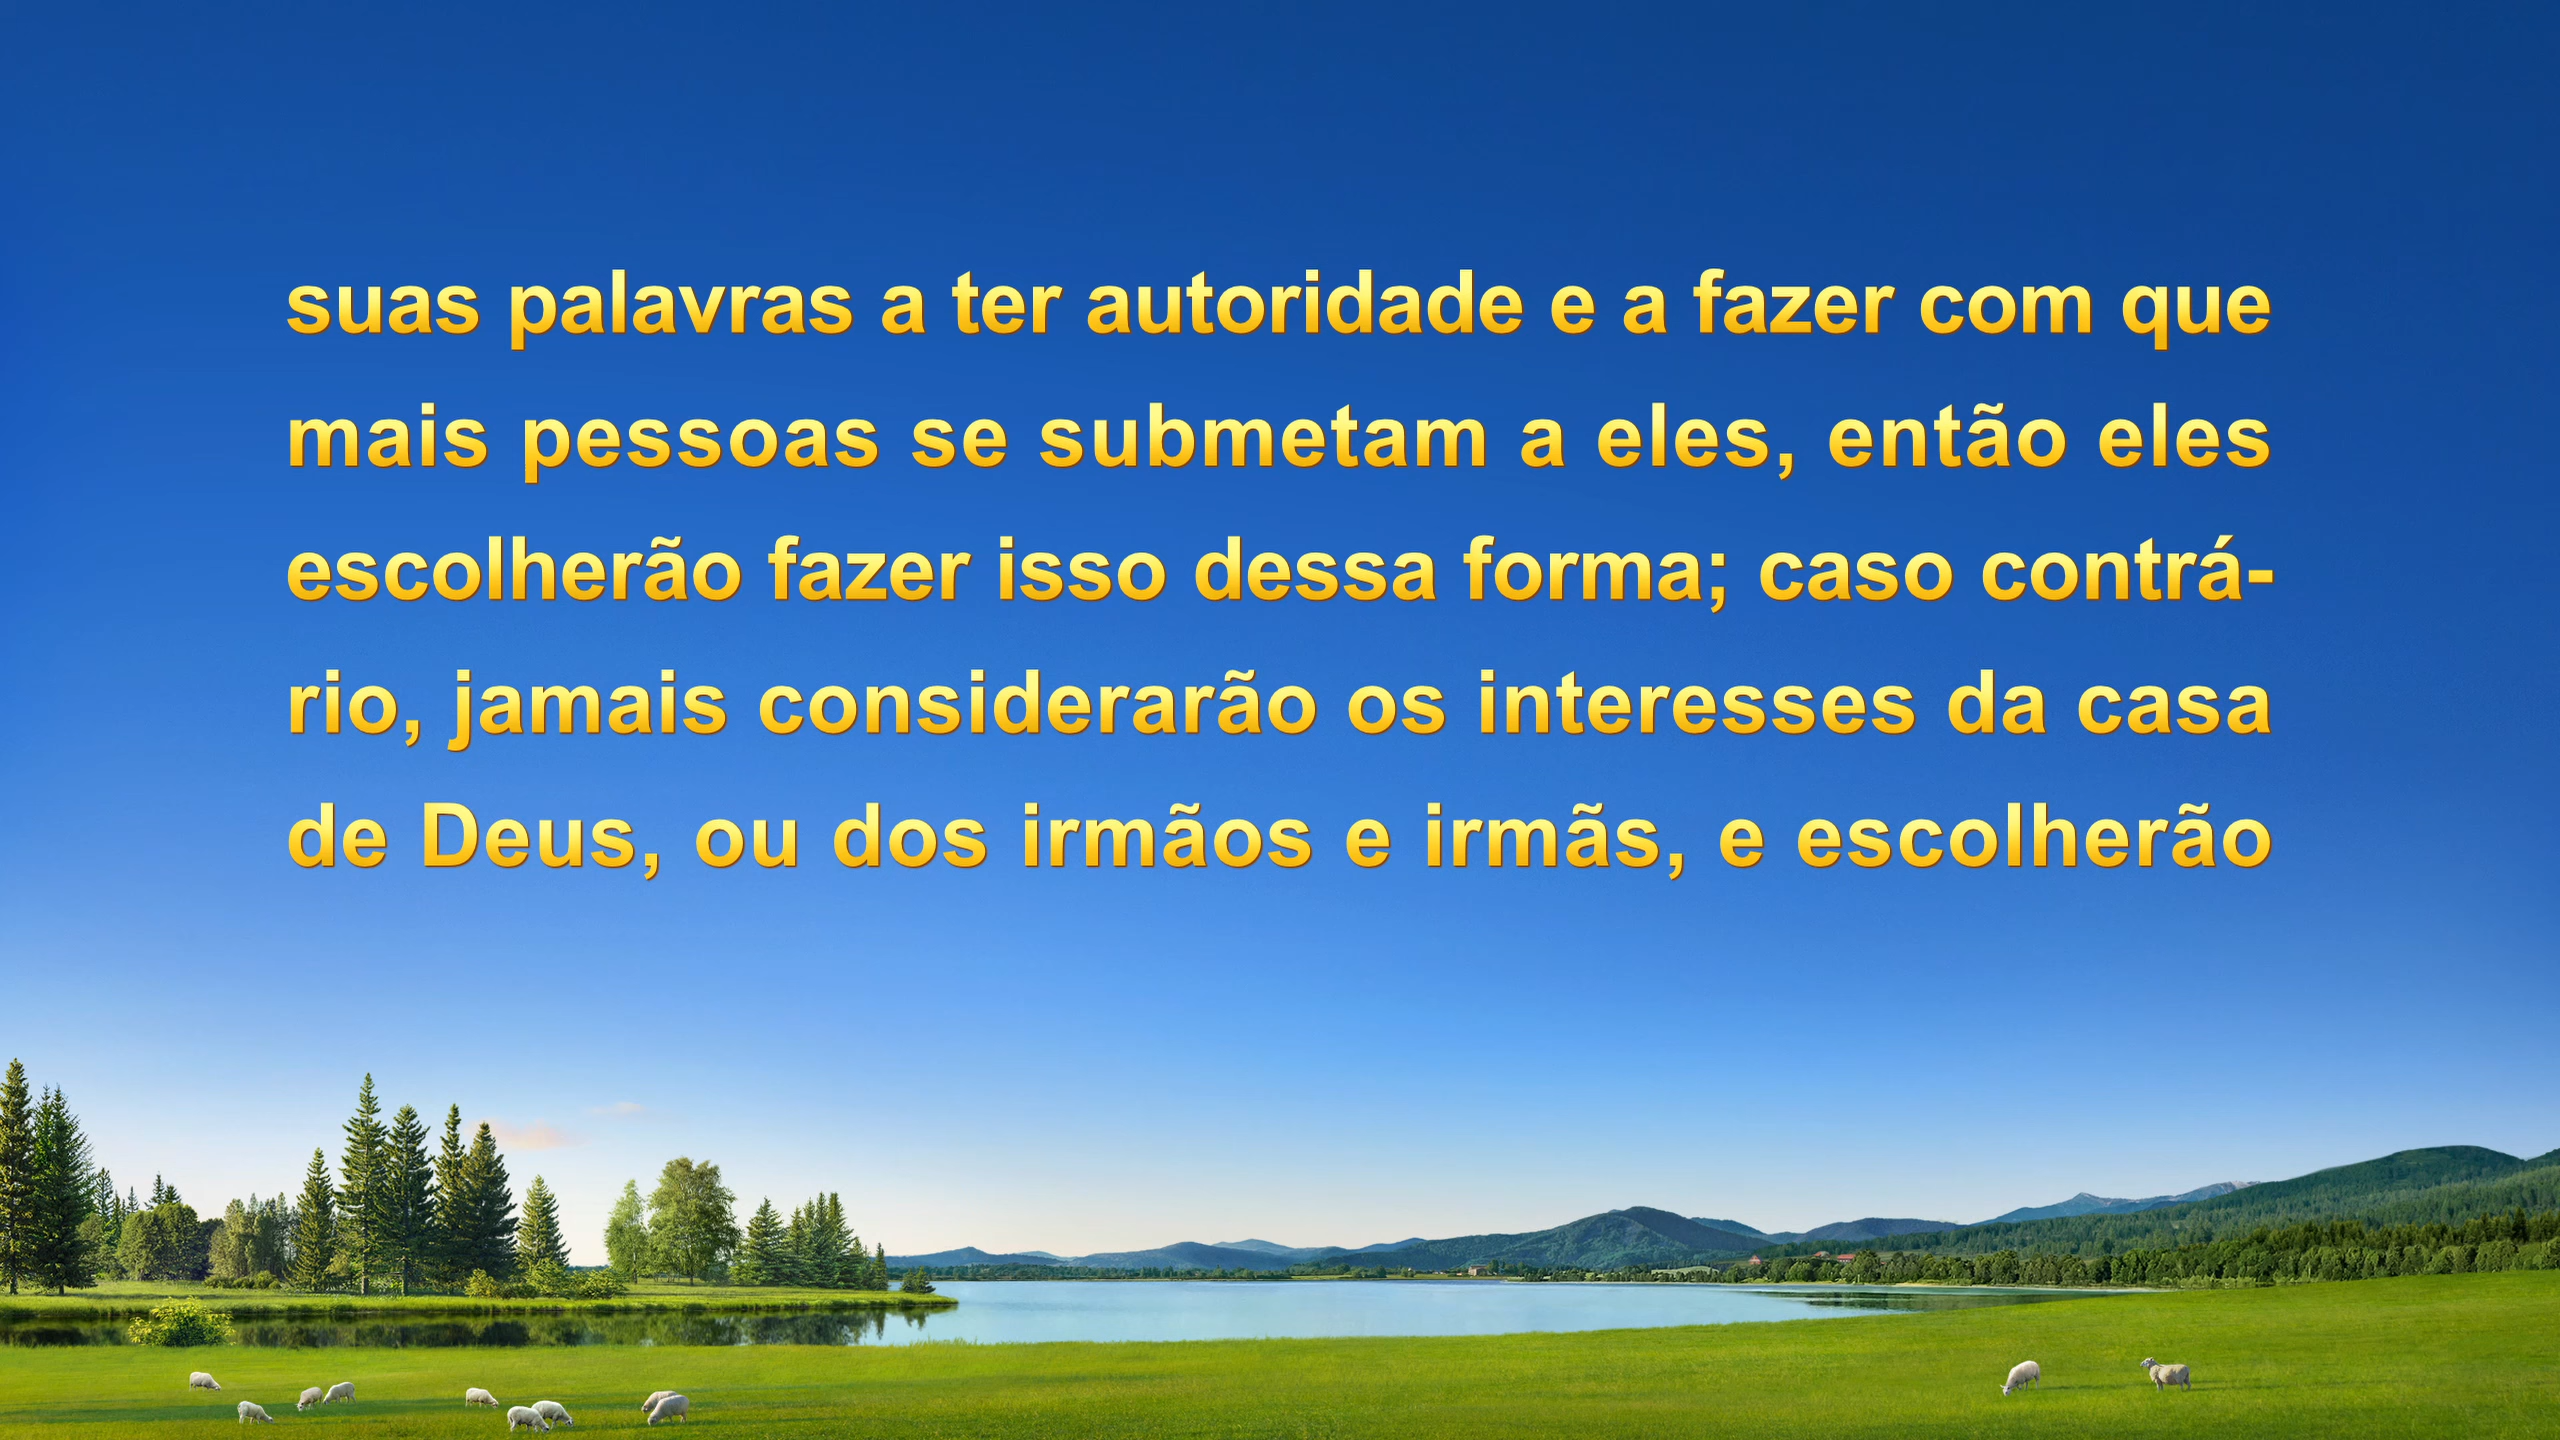 suas palavras a ter autoridade e a fazer com que
mais pessoas se submetam a eles, então eles
escolherão fazer isso dessa forma; caso contrá-
rio, jamais considerarão os interesses da casa
de Deus, ou dos irmãos e irmãs, e escolherão